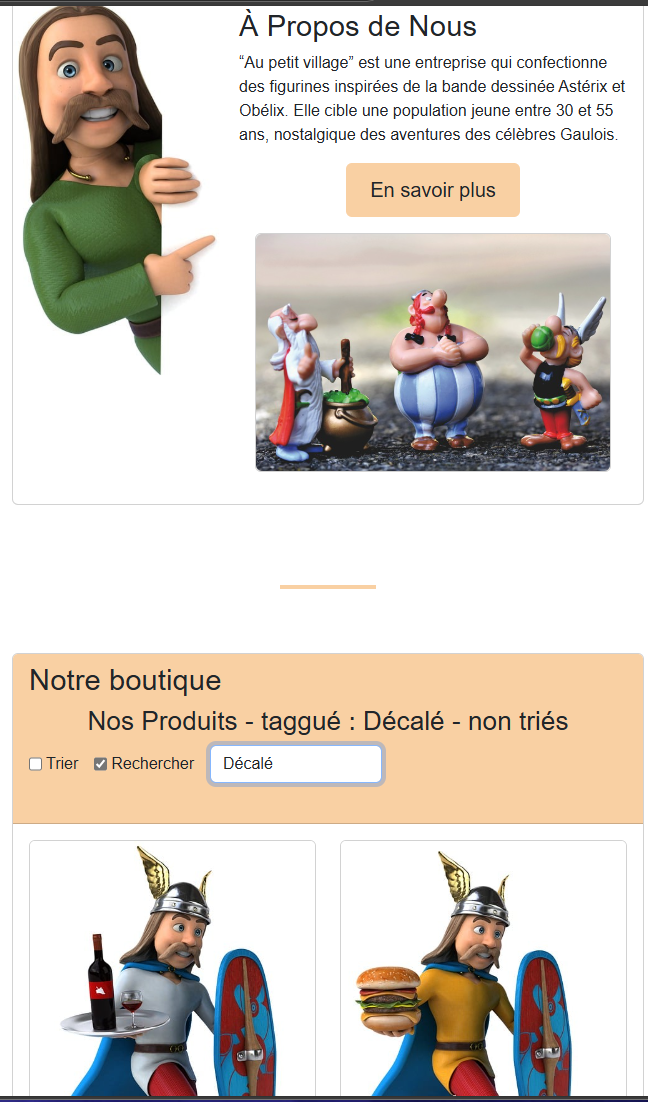 À Propos de Nous
“Au petit village” est une entreprise qui confectionne
des figurines inspirées de la bande dessinée Astérix et
Obélix. Elle cible une population jeune entre 30 et 55
ans, nostalgique des aventures des célèbres Gaulois.
En savoir plus
Notre boutique
Nos Produits - taggué : Décalé - non triés
Trier Rechercher Décalé